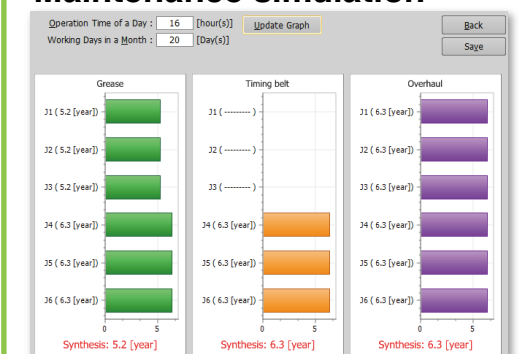 Maintenance Simulation
Operation Time of a Day : 16 [hour(s)] Update Graph Back
Working Days in a Month : 20 [Day(s)] Save
Grease
J1 ( 5.2 [year])
J2 ( 5.2 [year])
J3 ( 5.2 [year])
J4 ( 6.3 [year])
J5 ( 6.3 [year])
J6 ( 6.3 [year])
0 5
Synthesis: 5.2 [year]
Timing belt
J1 ( --------- )
J2 ( --------- )
J3 ( --------- )
J4 ( 6.3 [year])
J5 ( 6.3 [year])
J6 ( 6.3 [year])
0 5
Synthesis: 6.3 [year]
Overhaul
J1 ( 6.3 [year])
J2 ( 6.3 [year])
J3 ( 6.3 [year])
J4 ( 6.3 [year])
J5 ( 6.3 [year])
J6 ( 6.3 [year])
0 5
Synthesis: 6.3 [year]